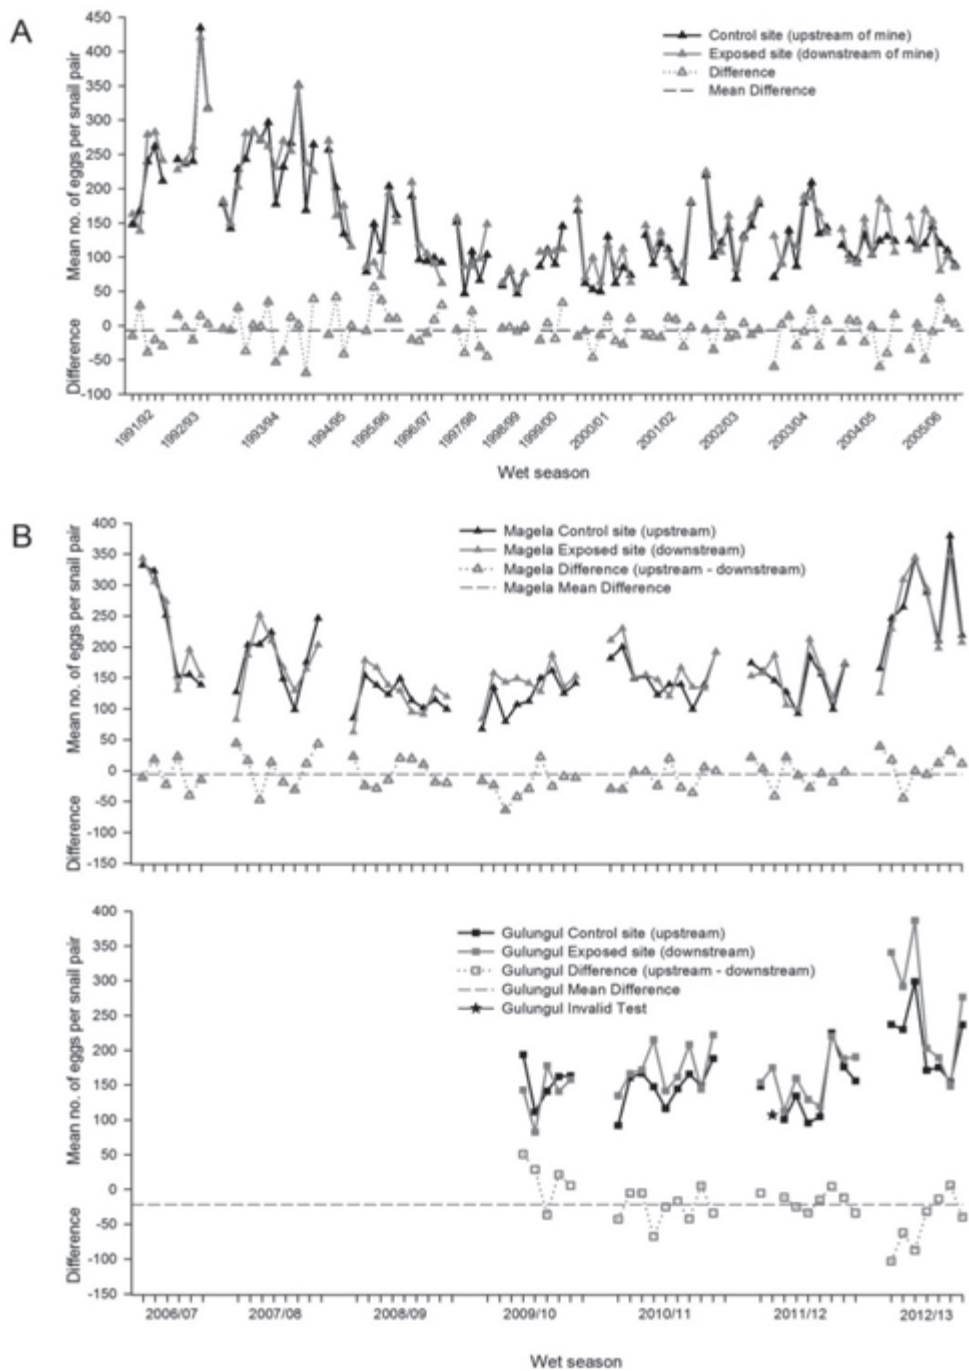 A
450
400
350
300
250
200
150
100
50
0
-50
-100
Mean no. of eggs per snail pair
Difference
Control site (upstream of mine)
Exposed site (downstream of mine)
Difference
Mean Difference
1991/92
1992/93
1993/94
1994/95
1995/96
1996/97
1997/98
1998/99
1999/00
2000/01
2001/02
2002/03
2003/04
2004/05
2005/06
Wet season
B
400
350
300
250
200
150
100
50
0
-50
-100
-150
Mean no. of eggs per snail pair
Difference
Magela Control site (upstream)
Magela Exposed site (downstream)
Magela Difference (upstream - downstream)
Magela Mean Difference
400
350
300
250
200
150
100
50
0
-50
-100
-150
Mean no. of eggs per snail pair
Difference
Gulungul Control site (upstream)
Gulungul Exposed site (downstream)
Gulungul Difference (upstream - downstream)
Gulungul Mean Difference
Gulungul Invalid Test
2006/07
2007/08
2008/09
2009/10
2010/11
2011/12
2012/13
Wet season